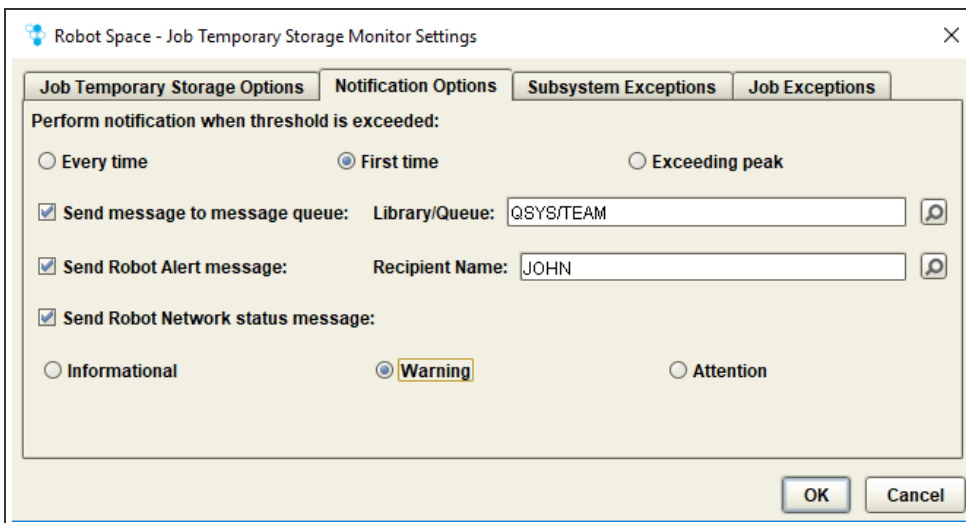 Robot Space - Job Temporary Storage Monitor Settings
Job Temporary Storage Options Notification Options Subsystem Exceptions Job Exceptions
Perform notification when threshold is exceeded:
Every time First time Exceeding peak
Send message to message queue: Library/Queue: QSYS/TEAM
Send Robot Alert message: Recipient Name: JOHN
Send Robot Network status message:
Informational Warning Attention
OK Cancel